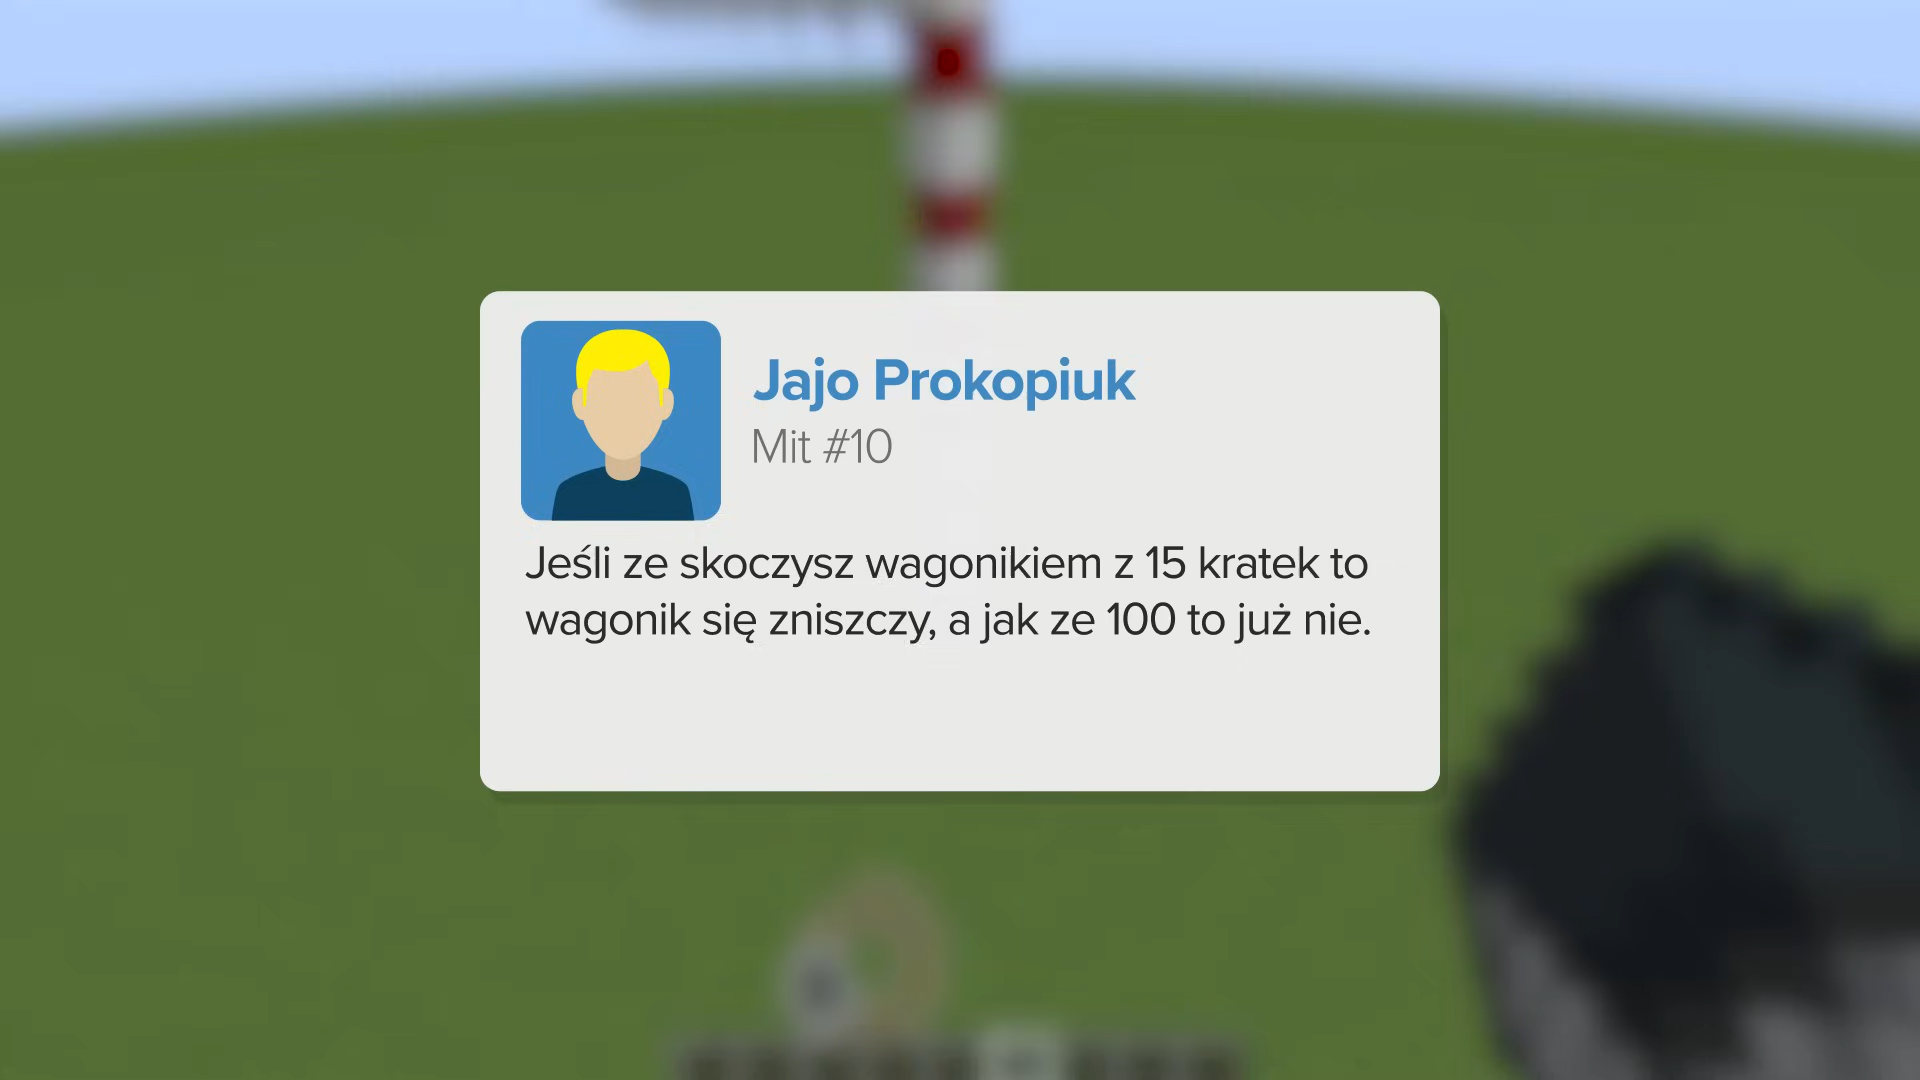 Jajo Prokopiuk
Mit #10
Jeśli ze skoczysz wagonikiem z 15 kratek to
wagonik się zniszczy, a jak ze 100 to już nie.